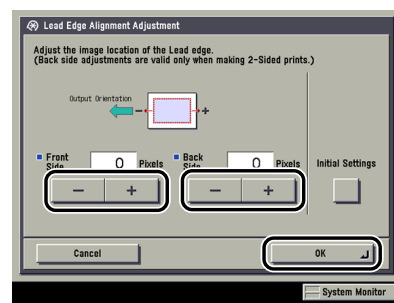 Lead Edge Alignment Adjustment
Adjust the image location of the Lead edge.
(Back side adjustments are valid only when making 2-Sided prints.)
Output Orientation
- +
Front Side 0 Pixels Back Side 0 Pixels Initial Settings
- + - +
Cancel OK
System Monitor